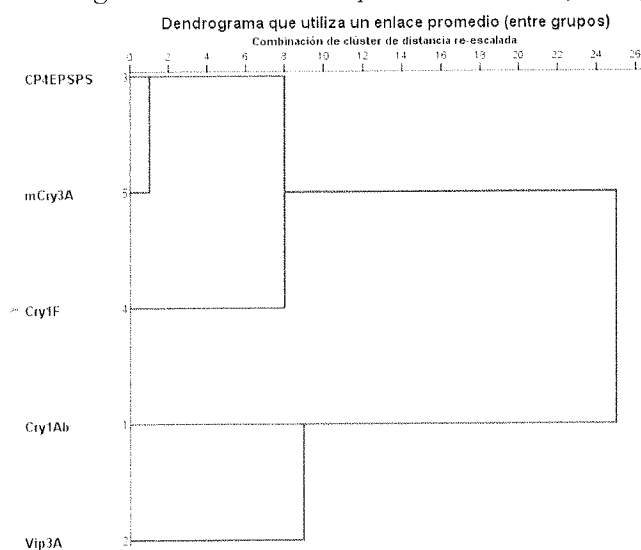 Dendrograma que utiliza un enlace promedio (entre grupos)
Combinación de clúster de distancia re-escalada
0 2 4 6 8 10 12 14 16 18 20 22 24 26
CP4EPSPS 3
mCry3A 5
Cry1F 4
Cry1Ab 1
Vip3A 2